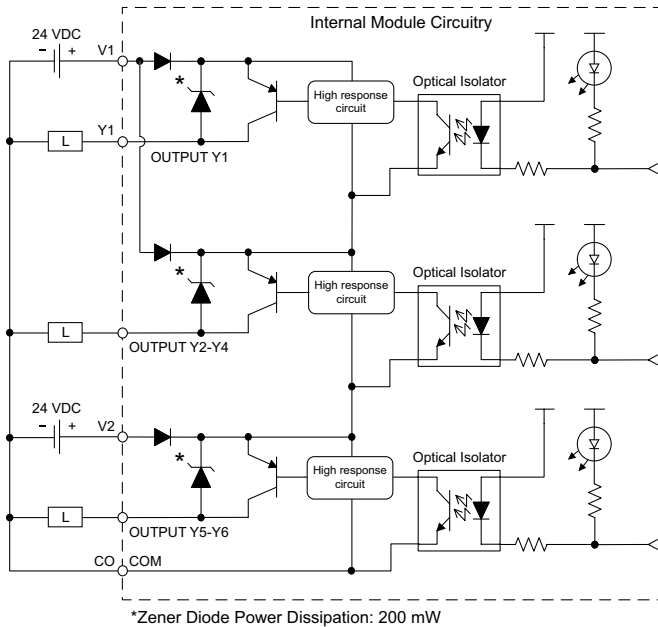 Internal Module Circuitry
24 VDC
- + V1
*
High response
circuit
Optical Isolator
L
Y1
OUTPUT Y1
*
High response
circuit
Optical Isolator
L
OUTPUT Y2-Y4
24 VDC
- + V2
*
High response
circuit
Optical Isolator
L
OUTPUT Y5-Y6
CO COM
*Zener Diode Power Dissipation: 200 mW